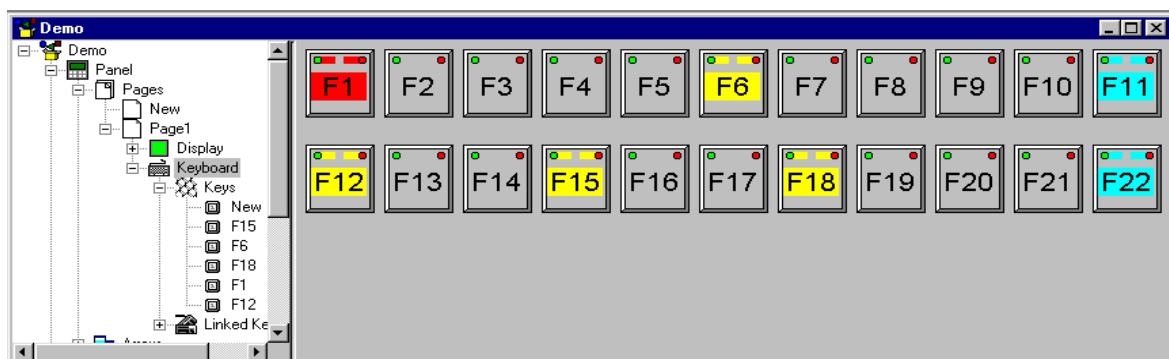 Demo
Demo
Panel
Pages
New
Page1
Display
Keyboard
Keys
New
F15
F6
F18
F1
F12
Linked Ke
F1 F2 F3 F4 F5 F6 F7 F8 F9 F10 F11
F12 F13 F14 F15 F16 F17 F18 F19 F20 F21 F22